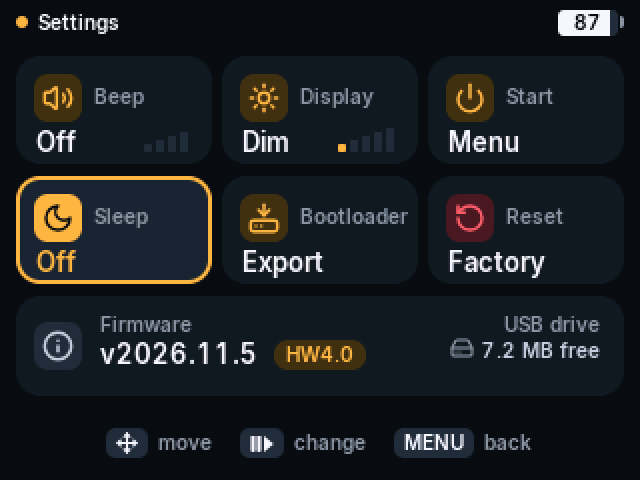 Settings
87
Beep
Off
Display
Dim
Start
Menu
Sleep
Off
Bootloader
Export
Reset
Factory
Firmware
v2026.11.5 HW4.0
USB drive
7.2 MB free
move change MENU back